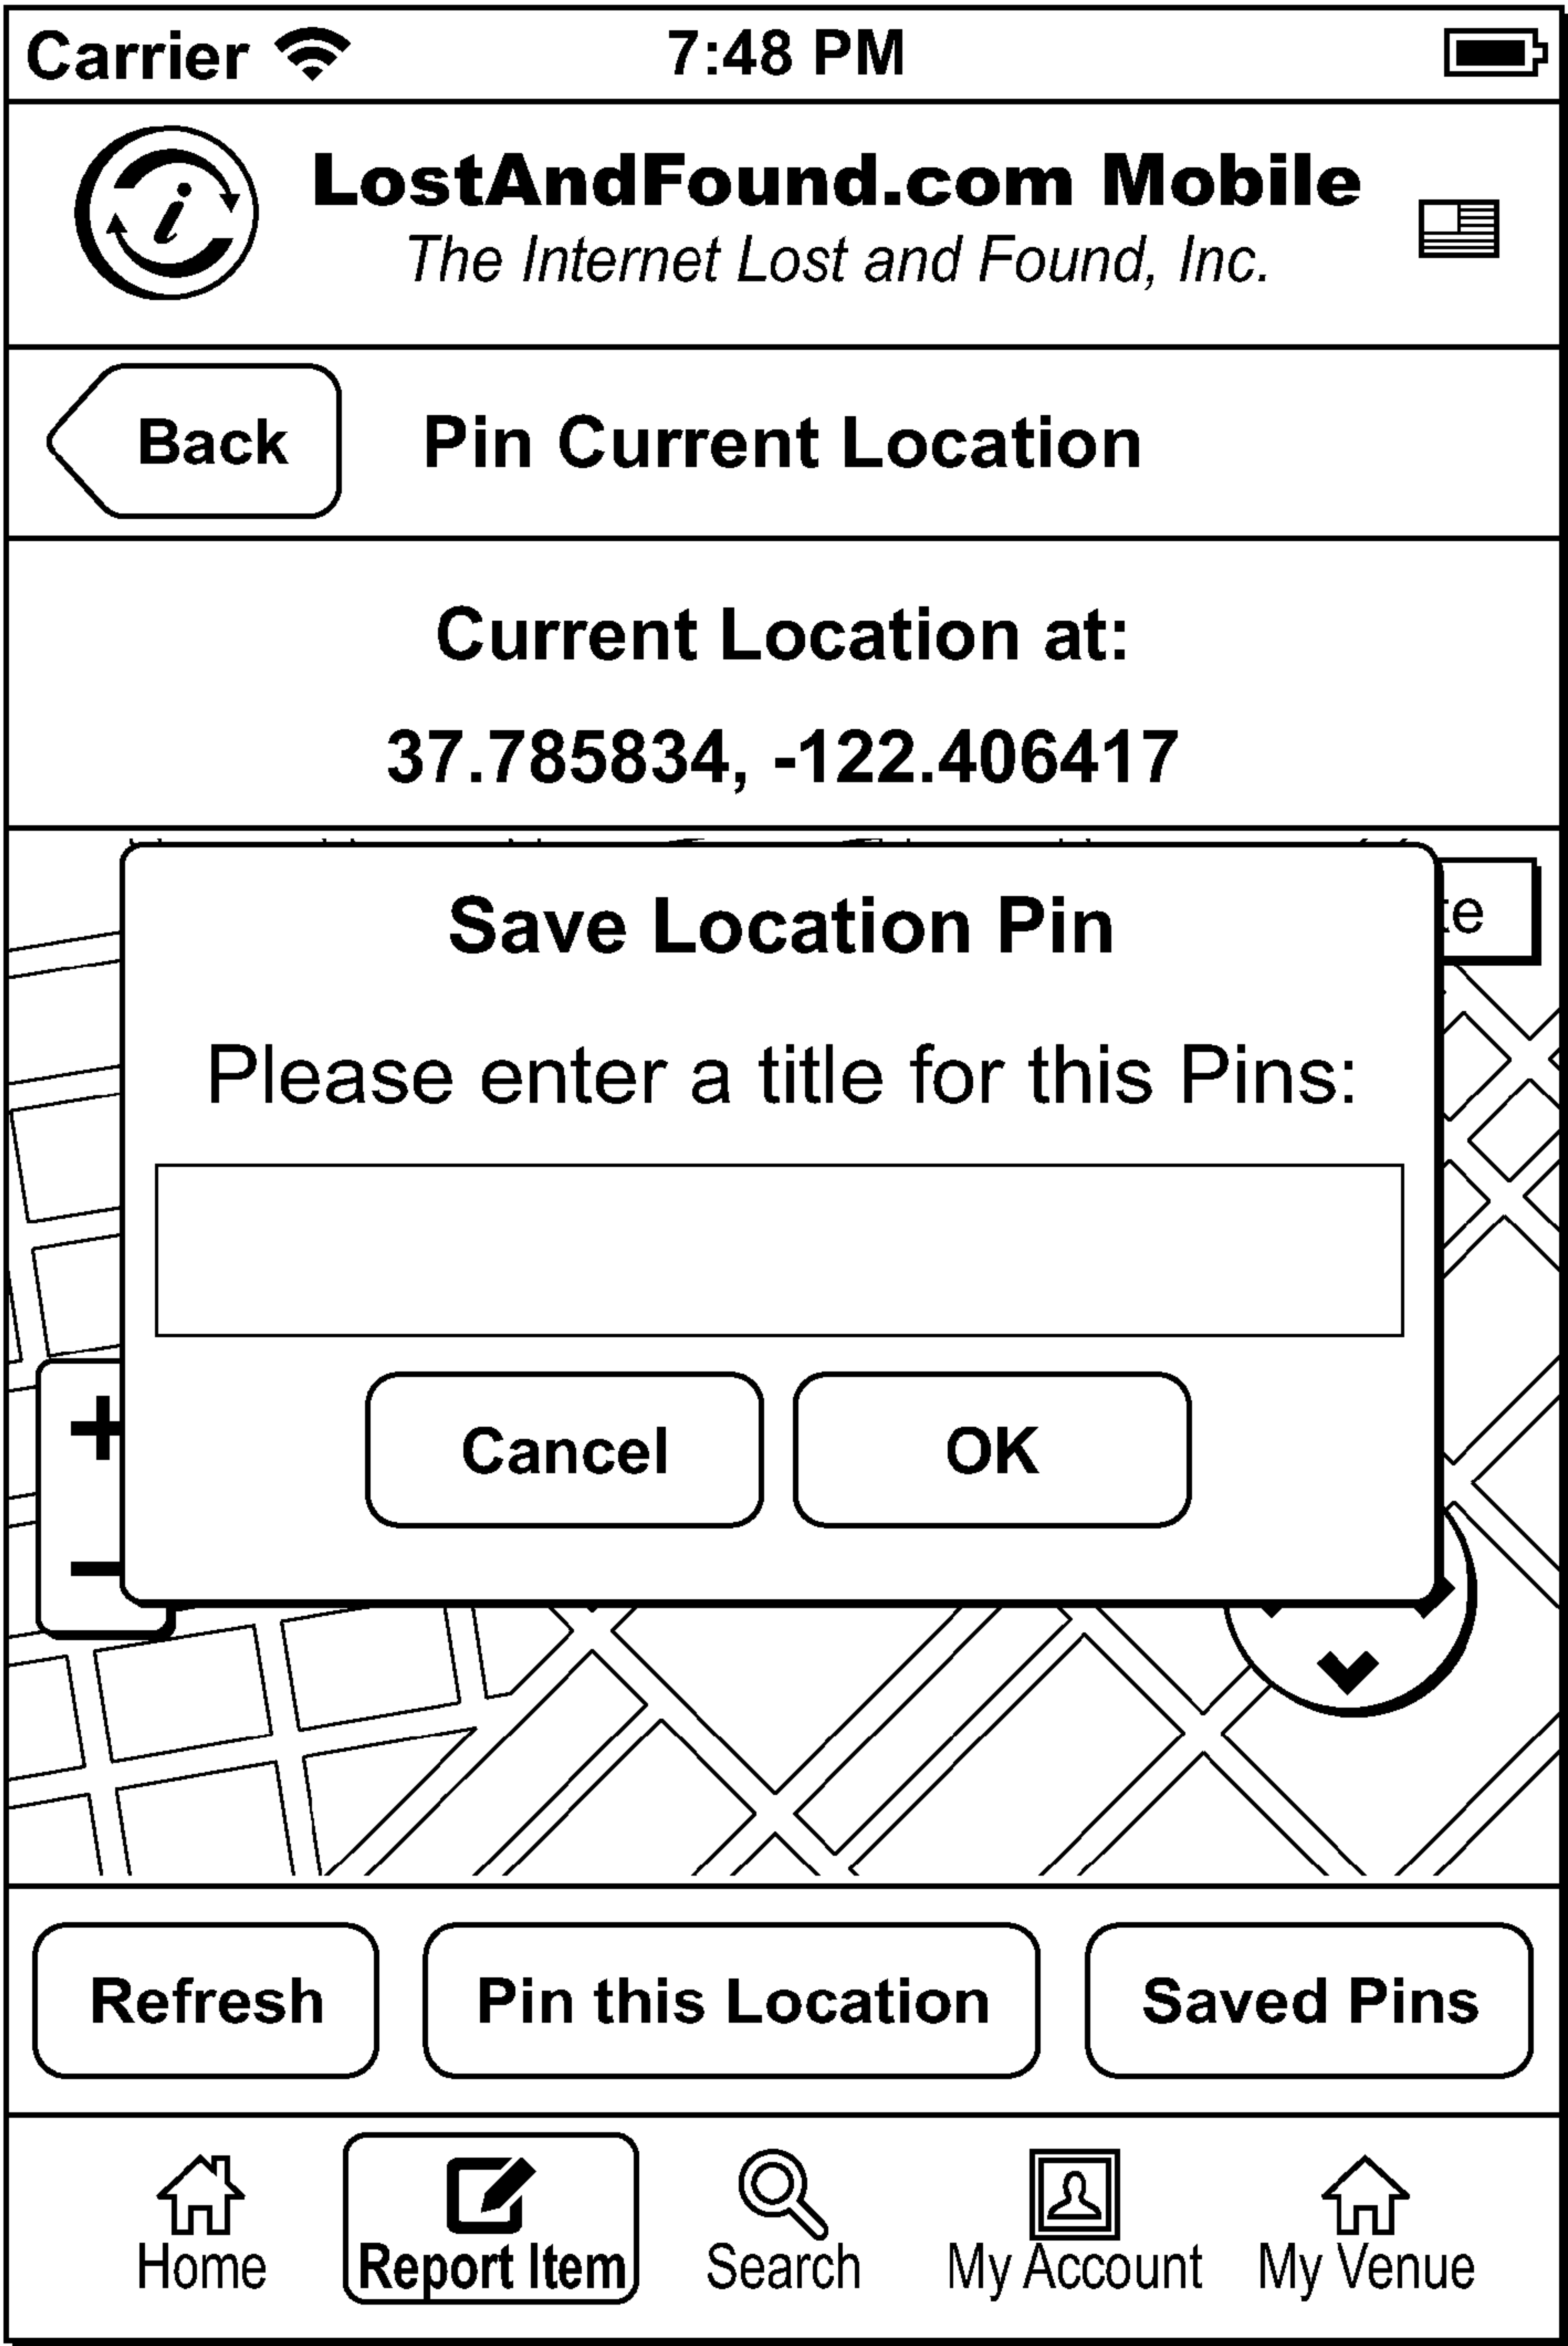 Carrier 7:48 PM
i
LostAndFound.com Mobile
The Internet Lost and Found, Inc.
Back
Pin Current Location
Current Location at:
37.785834, -122.406417
Save Location Pin
Please enter a title for this Pins:
+
−
Cancel
OK
Refresh
Pin this Location
Saved Pins
Home
Report Item
Search
My Account
My Venue